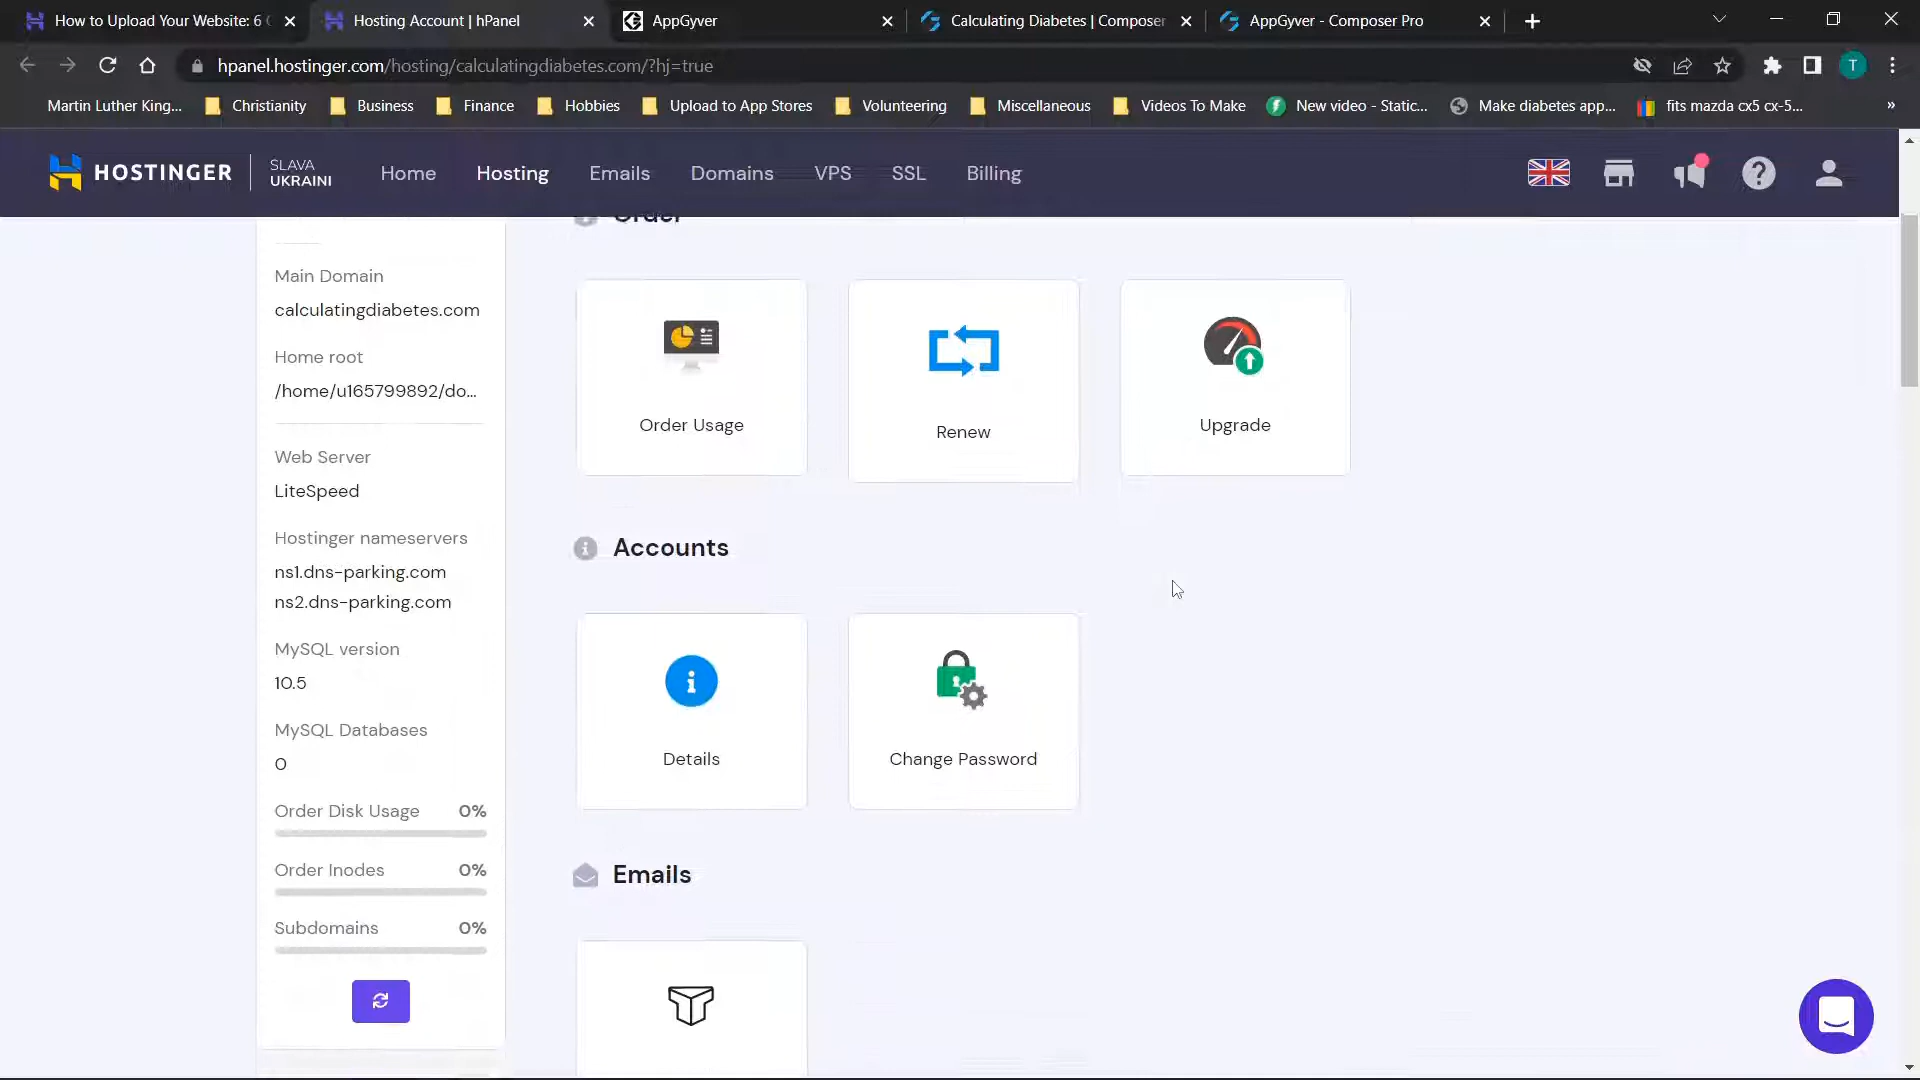 How to Upload Your Website: 6
Hosting Account | hPanel
AppGyver
Calculating Diabetes | Composer
AppGyver - Composer Pro
hpanel.hostinger.com/hosting/calculatingdiabetes.com/?hj=true
T
Martin Luther King...
Christianity
Business
Finance
Hobbies
Upload to App Stores
Volunteering
Miscellaneous
Videos To Make
New video - Static...
Make diabetes app...
fits mazda cx5 cx-5...
»
HOSTINGER
SLAVA
UKRAINI
Home
Hosting
Emails
Domains
VPS
SSL
Billing
Main Domain
calculatingdiabetes.com
Home root
/home/u165799892/do...
Web Server
LiteSpeed
Hostinger nameservers
ns1.dns-parking.com
ns2.dns-parking.com
MySQL version
10.5
MySQL Databases
0
Order Disk Usage 0%
Order Inodes 0%
Subdomains 0%
Order
Order Usage
Renew
Upgrade
Accounts
Details
Change Password
Emails